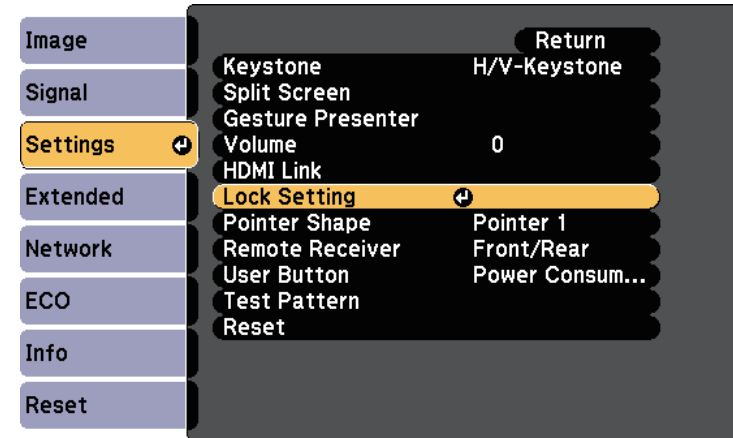 Image
Signal
Settings
Extended
Network
ECO
Info
Reset
Return
Keystone H/V-Keystone
Split Screen
Gesture Presenter
Volume 0
HDMI Link
Lock Setting
Pointer Shape Pointer 1
Remote Receiver Front/Rear
User Button Power Consum...
Test Pattern
Reset